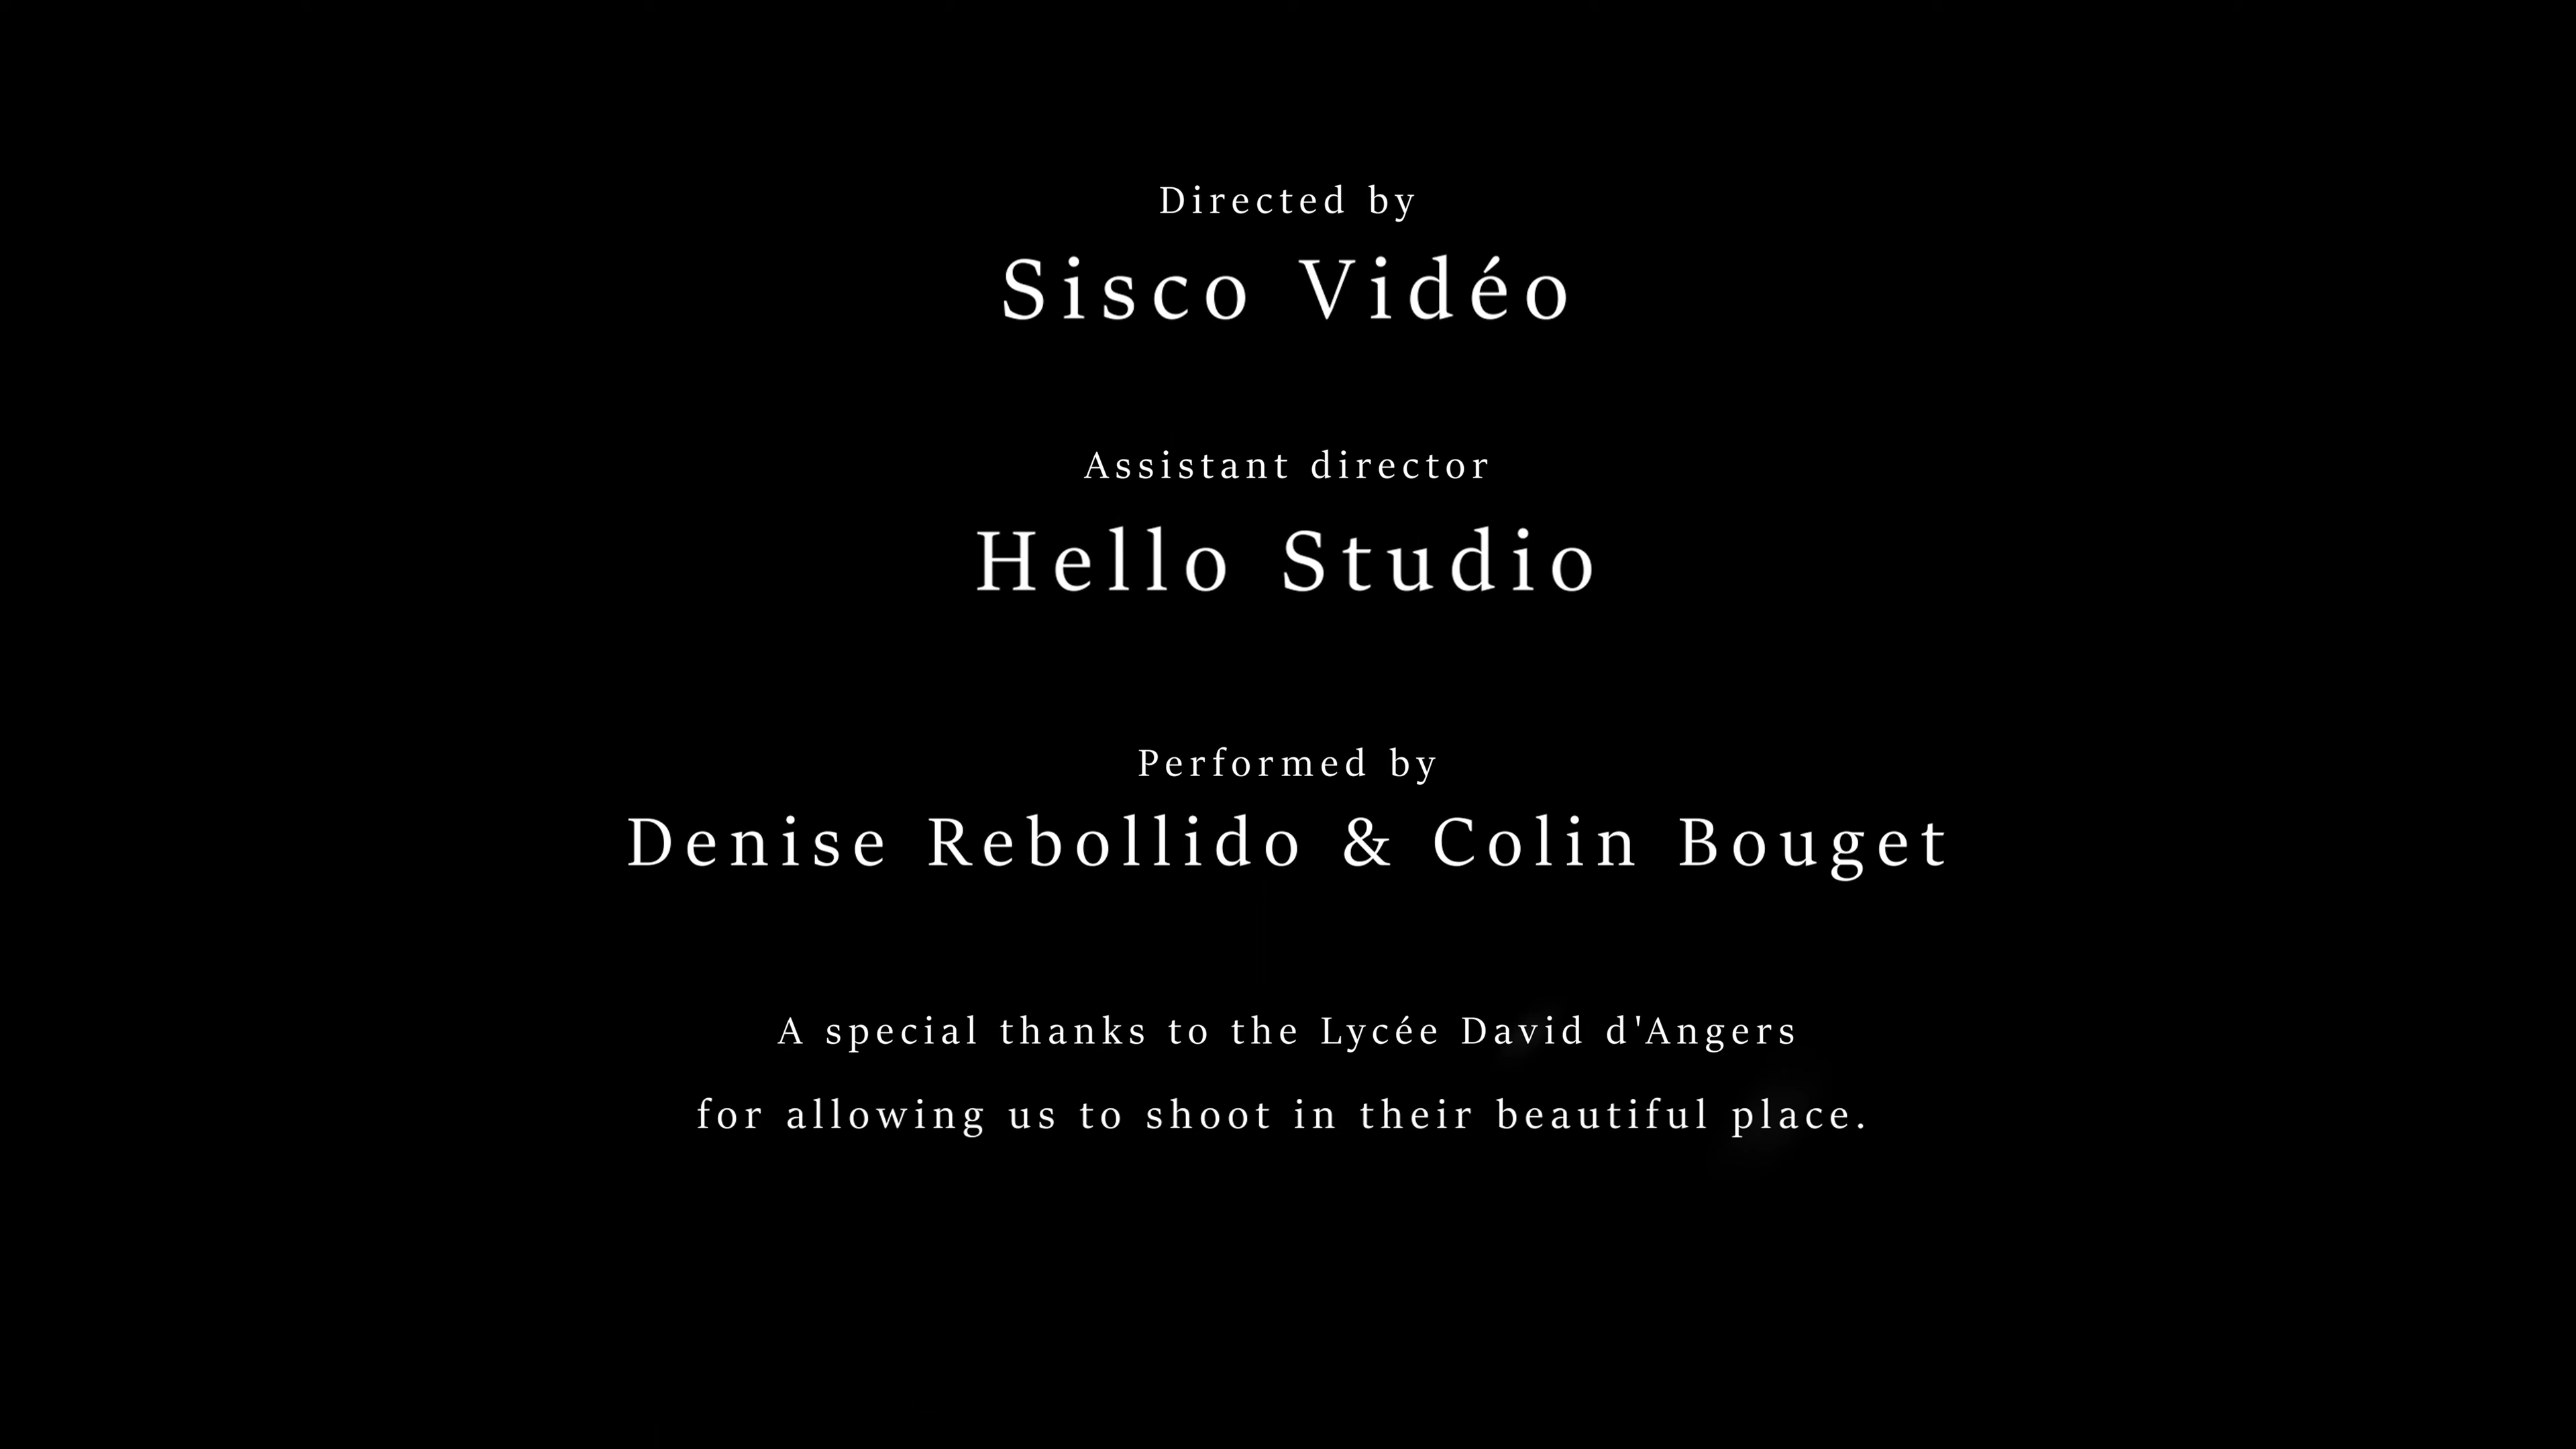 Directed by
Sisco Vidéo
Assistant director
Hello Studio
Performed by
Denise Rebollido & Colin Bouget
A special thanks to the Lycée David d'Angers
for allowing us to shoot in their beautiful place.